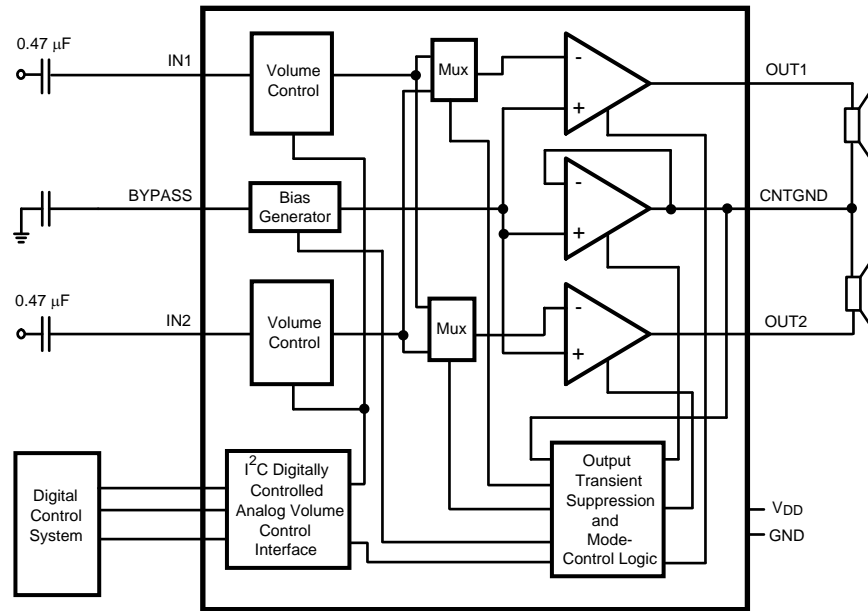 0.47 μF
IN1
Volume
Control
Mux
-
+
OUT1
BYPASS
Bias
Generator
-
+
CNTGND
0.47 μF
IN2
Volume
Control
Mux
-
+
OUT2
Digital
Control
System
I²C Digitally
Controlled
Analog Volume
Control
Interface
Output
Transient
Suppression
and
Mode-
Control Logic
VDD
GND